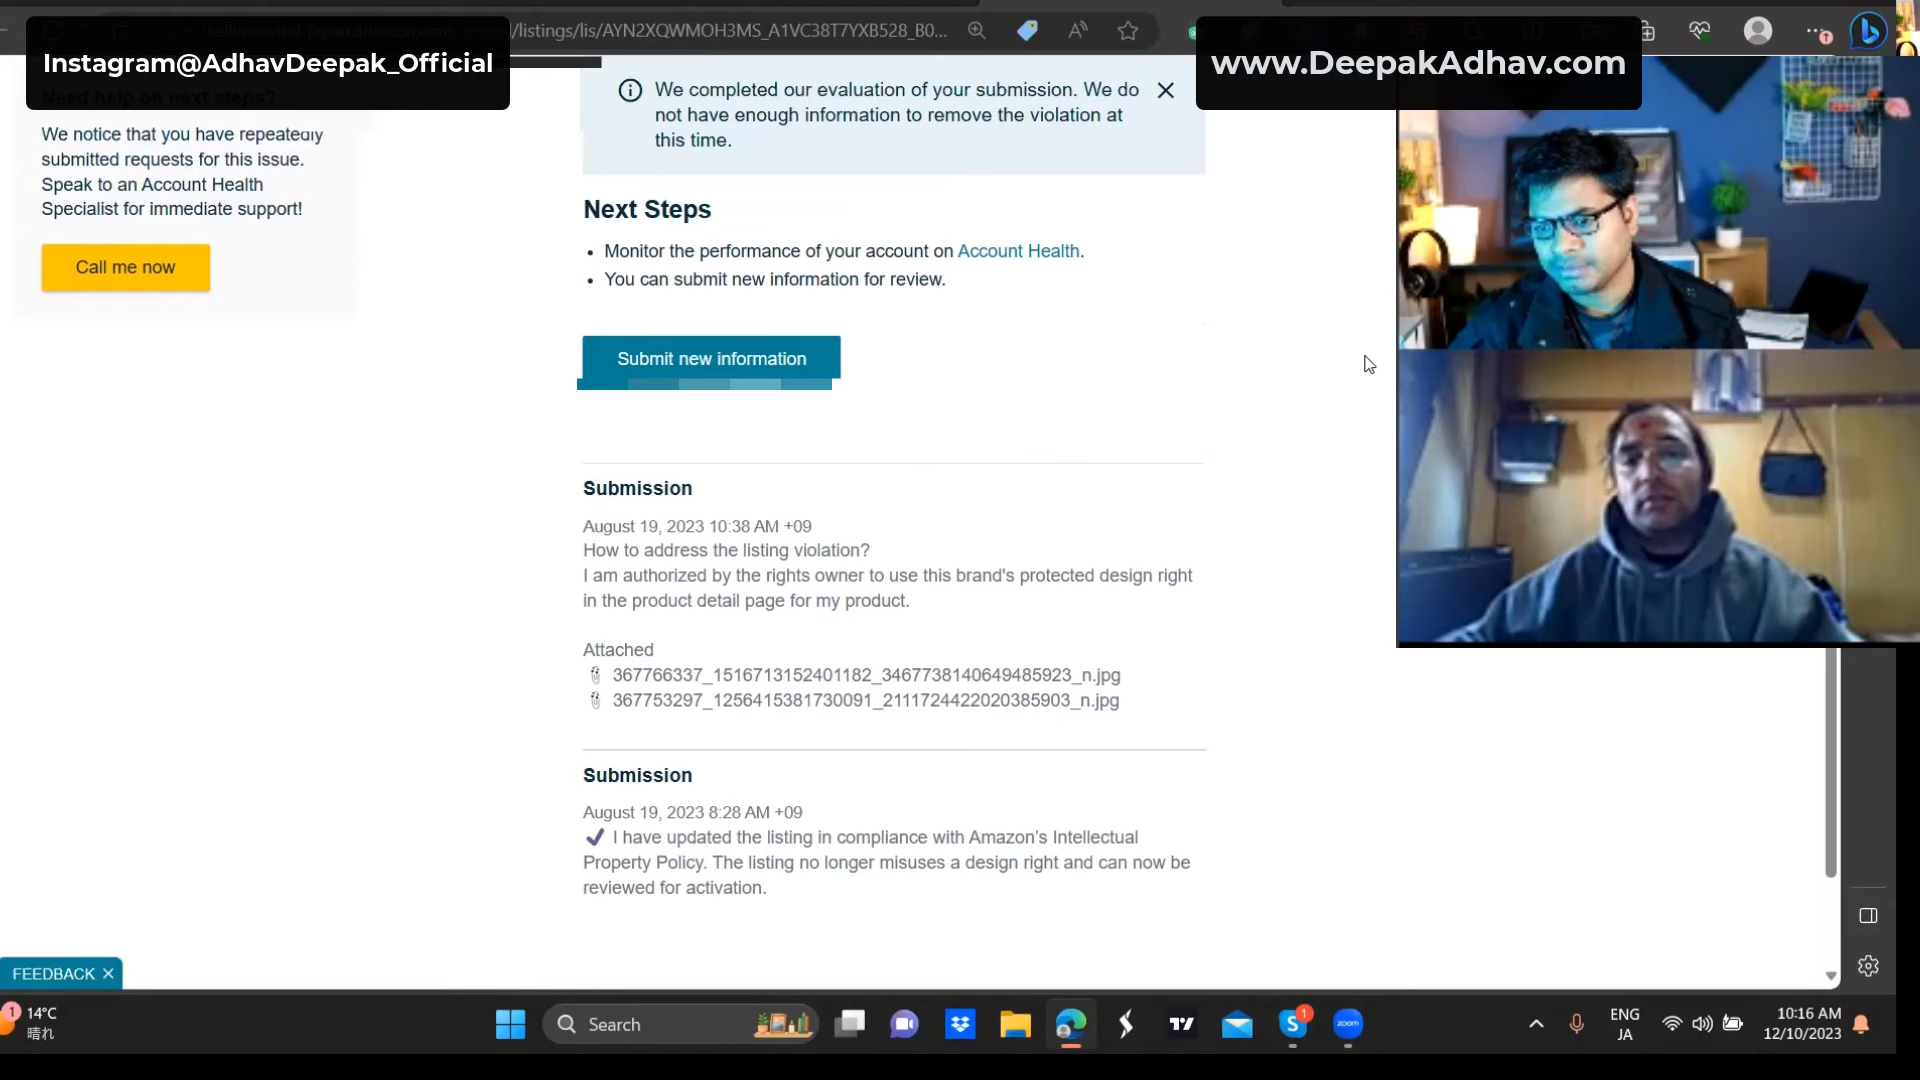 /listings/lis/AYN2XQWMOH3MS_A1VC38T7YXB528_B0...
Instagram@AdhavDeepak_Official
www.DeepakAdhav.com
Need help on next steps?
We notice that you have repeatedly
submitted requests for this issue.
Speak to an Account Health
Specialist for immediate support!
Call me now
We completed our evaluation of your submission. We do
not have enough information to remove the violation at
this time.
Next Steps
• Monitor the performance of your account on Account Health.
• You can submit new information for review.
Submit new information
Submission
August 19, 2023 10:38 AM +09
How to address the listing violation?
I am authorized by the rights owner to use this brand's protected design right
in the product detail page for my product.
Attached
367766337_1516713152401182_3467738140649485923_n.jpg
367753297_1256415381730091_2111724422020385903_n.jpg
Submission
August 19, 2023 8:28 AM +09
I have updated the listing in compliance with Amazon's Intellectual
Property Policy. The listing no longer misuses a design right and can now be
reviewed for activation.
FEEDBACK
1
14°C
晴れ
Search
1
zoom
ENG
JA
10:16 AM
12/10/2023